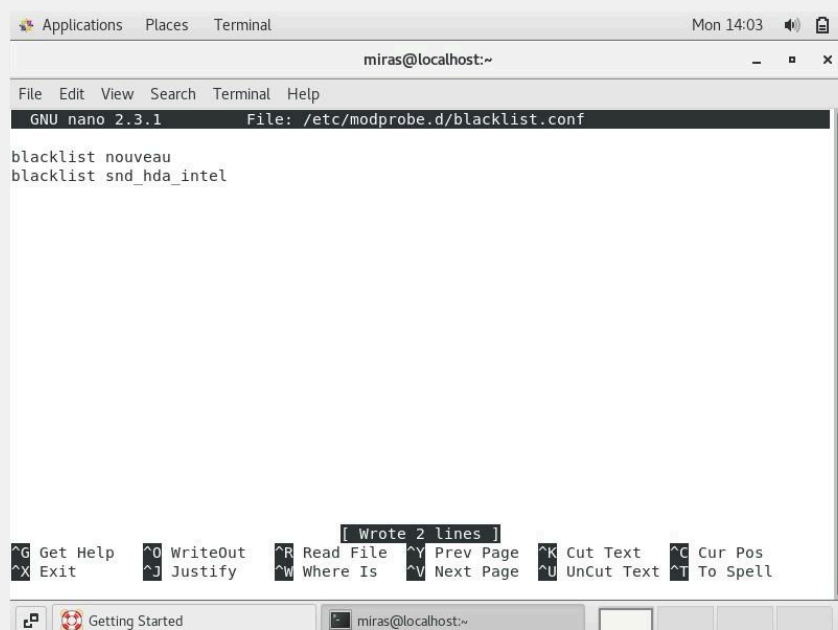 Applications Places Terminal Mon 14:03
miras@localhost:~
File Edit View Search Terminal Help
GNU nano 2.3.1 File: /etc/modprobe.d/blacklist.conf
blacklist nouveau
blacklist snd_hda_intel
[ Wrote 2 lines ]
^G Get Help ^O WriteOut ^R Read File ^Y Prev Page ^K Cut Text ^C Cur Pos
^X Exit ^J Justify ^W Where Is ^V Next Page ^U UnCut Text ^T To Spell
Getting Started miras@localhost:~